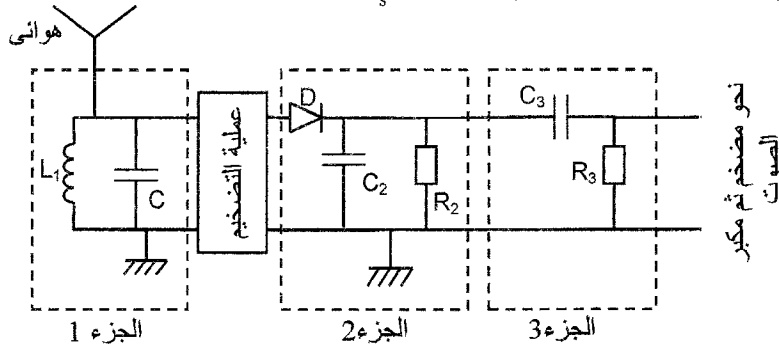 s
هوائي
L₁
C
عملية التضخيم
D
C₂
R₂
C₃
R₃
نحو مضخم ثم مكبر
الصوت
الجزء 1
الجزء2
الجزء3